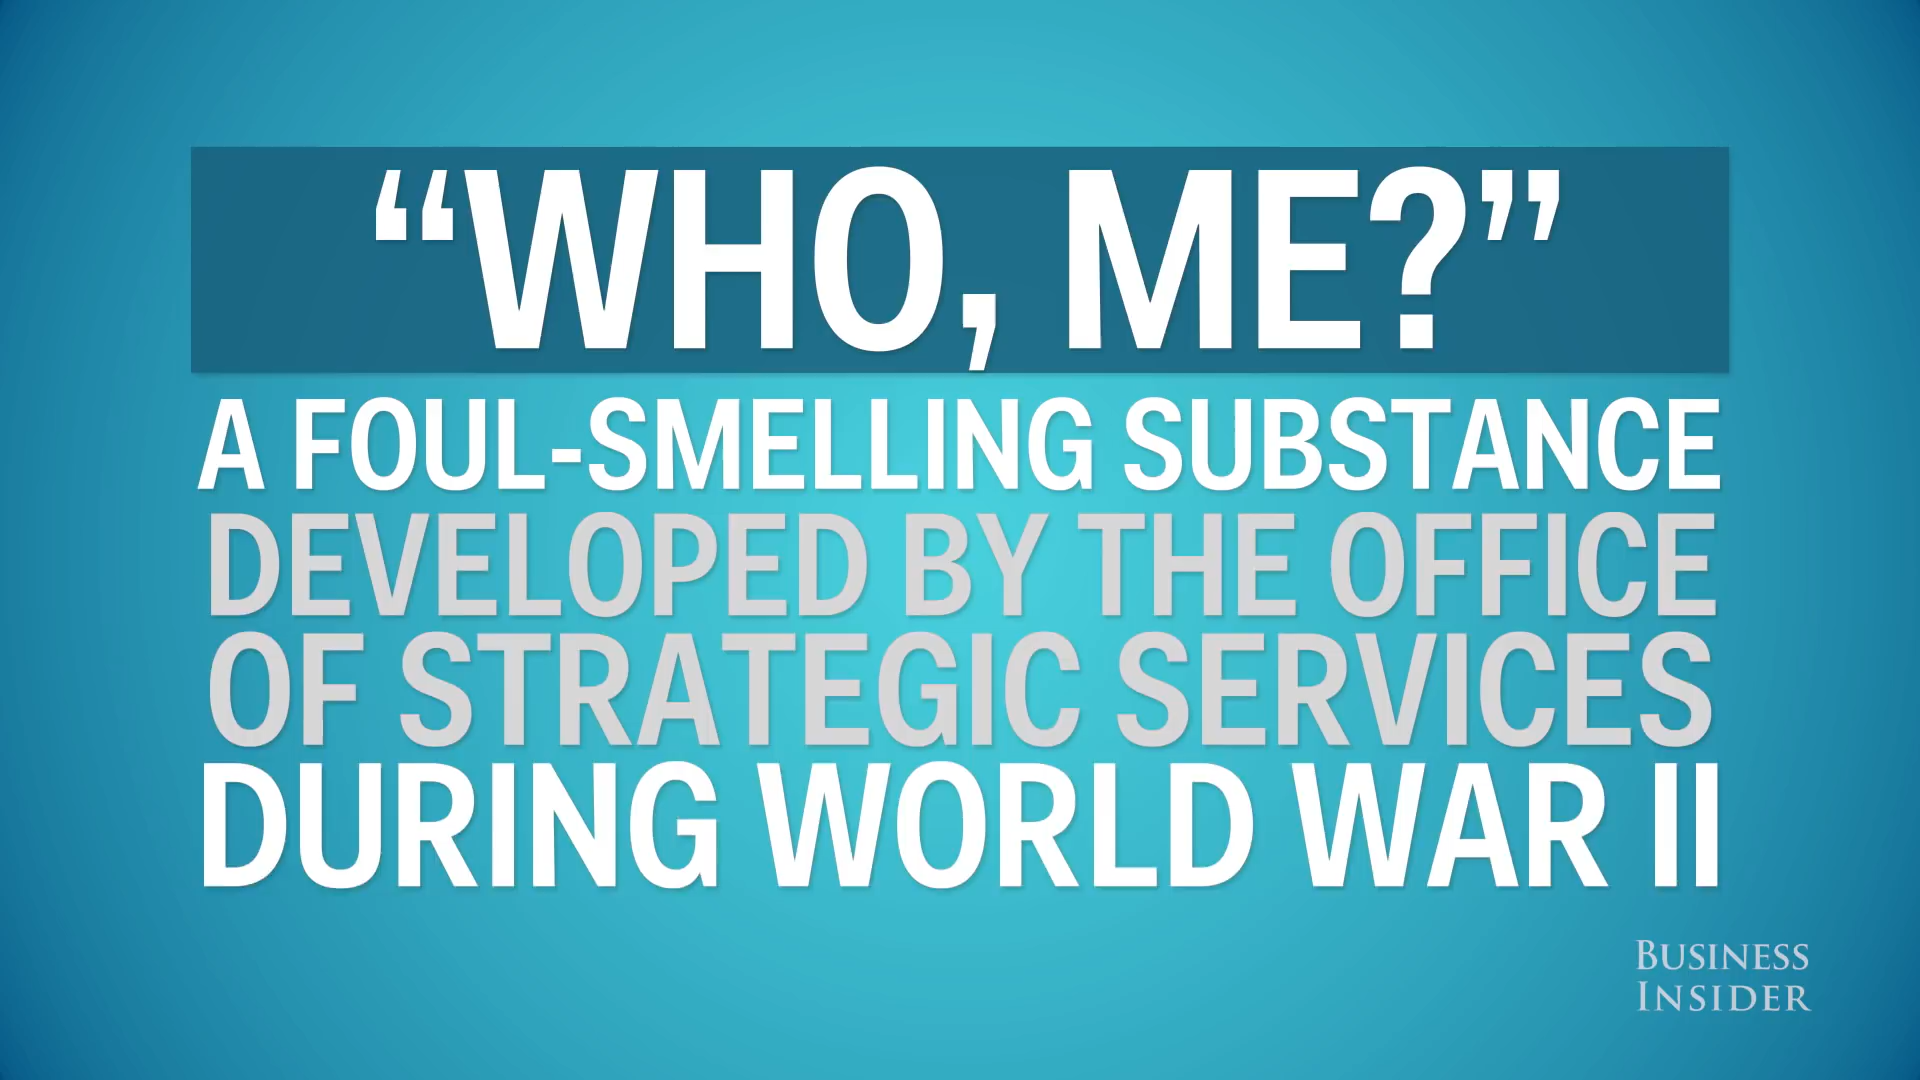 “WHO, ME?”
A FOUL-SMELLING SUBSTANCE
DEVELOPED BY THE OFFICE
OF STRATEGIC SERVICES
DURING WORLD WAR II
BUSINESS
INSIDER